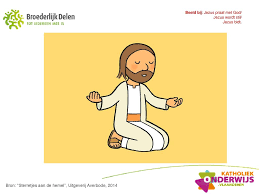 Broederlijk Delen
Beeld bij: Jezus praat met God/
Jezus wordt stil/
Jezus bidt.
Bron: "Sterretjes aan de hemel", Uitgeverij Averbode, 2014
KATHOLIEK
ONDERWIJS
VLAANDEREN